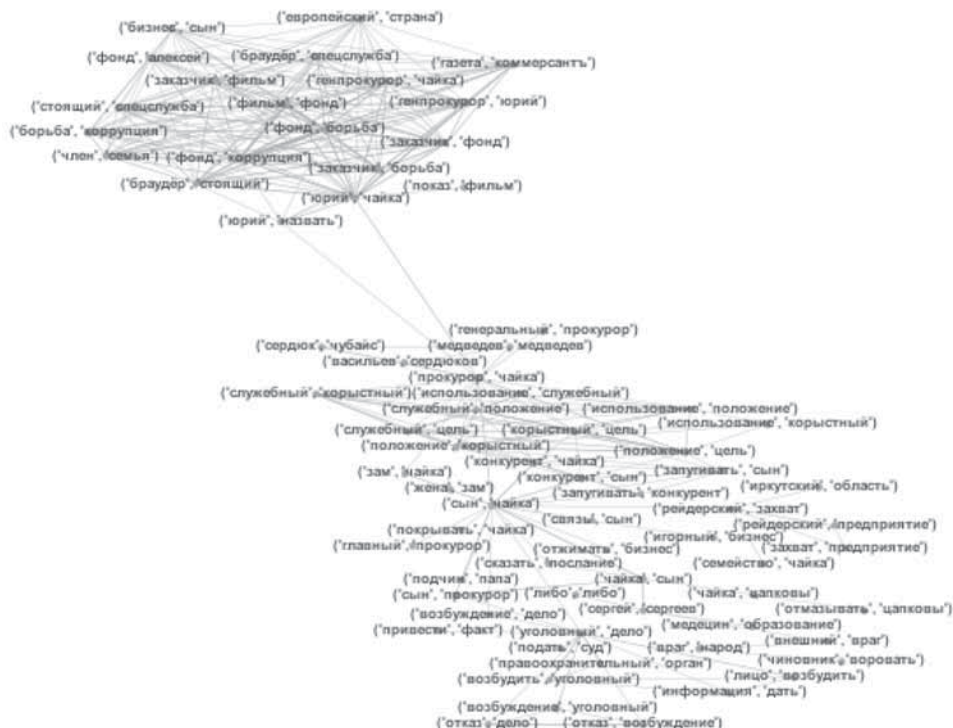 ("бизнес", "сын")
("европейский", "страна")
("фонд", "алексей")
("браудер", "спецслужба")
("газета", "коммерсантъ")
("заказчик", "фильм")
("генпрокурор", "чайка")
("стоящий", "спецслужба")
("фильм", "фонд")
("генпрокурор", "юрий")
("борьба", "коррупция")
("фонд", "борьба")
("заказчик", "фонд")
("член", "семья")
("фонд", "коррупция")
("заказчик", "борьба")
("браудер", "стоящий")
("показ", "фильм")
("юрий", "чайка")
("юрий", "назвать")
("генеральный", "прокурор")
("сердюк", "чубайс")
("медведев", "медведев")
("васильев", "сердюков")
("прокурор", "чайка")
("служебный", "корыстный")
("использование", "служебный")
("служебный", "положение")
("использование", "положение")
("использование", "корыстный")
("служебный", "цель")
("корыстный", "цель")
("положение", "корыстный")
("положение", "цель")
("конкурент", "чайка")
("зам", "чайка")
("конкурент", "сын")
("запугивать", "сын")
("жена", "зам")
("запугивать", "конкурент")
("иркутский", "область")
("сын", "чайка")
("рейдерский", "захват")
("связь", "сын")
("рейдерский", "предприятие")
("покрывать", "чайка")
("игорный", "бизнес")
("главный", "прокурор")
("отжимать", "бизнес")
("захват", "предприятие")
("сказать", "послание")
("семейство", "чайка")
("подчин", "папа")
("чайка", "сын")
("сын", "прокурор")
("либо", "либо")
("чайка", "цапковы")
("возбуждение", "дело")
("сергей", "сергеев")
("отмазывать", "цапковы")
("привести", "факт")
("уголовный", "дело")
("медецин", "образование")
("подать", "суд")
("враг", "народ")
("внешний", "враг")
("правоохранительный", "орган")
("чиновник", "воровать")
("возбудить", "уголовный")
("лицо", "возбудить")
("информация", "дать")
("возбуждение", "уголовный")
("отказ", "дело")
("отказ", "возбуждение")